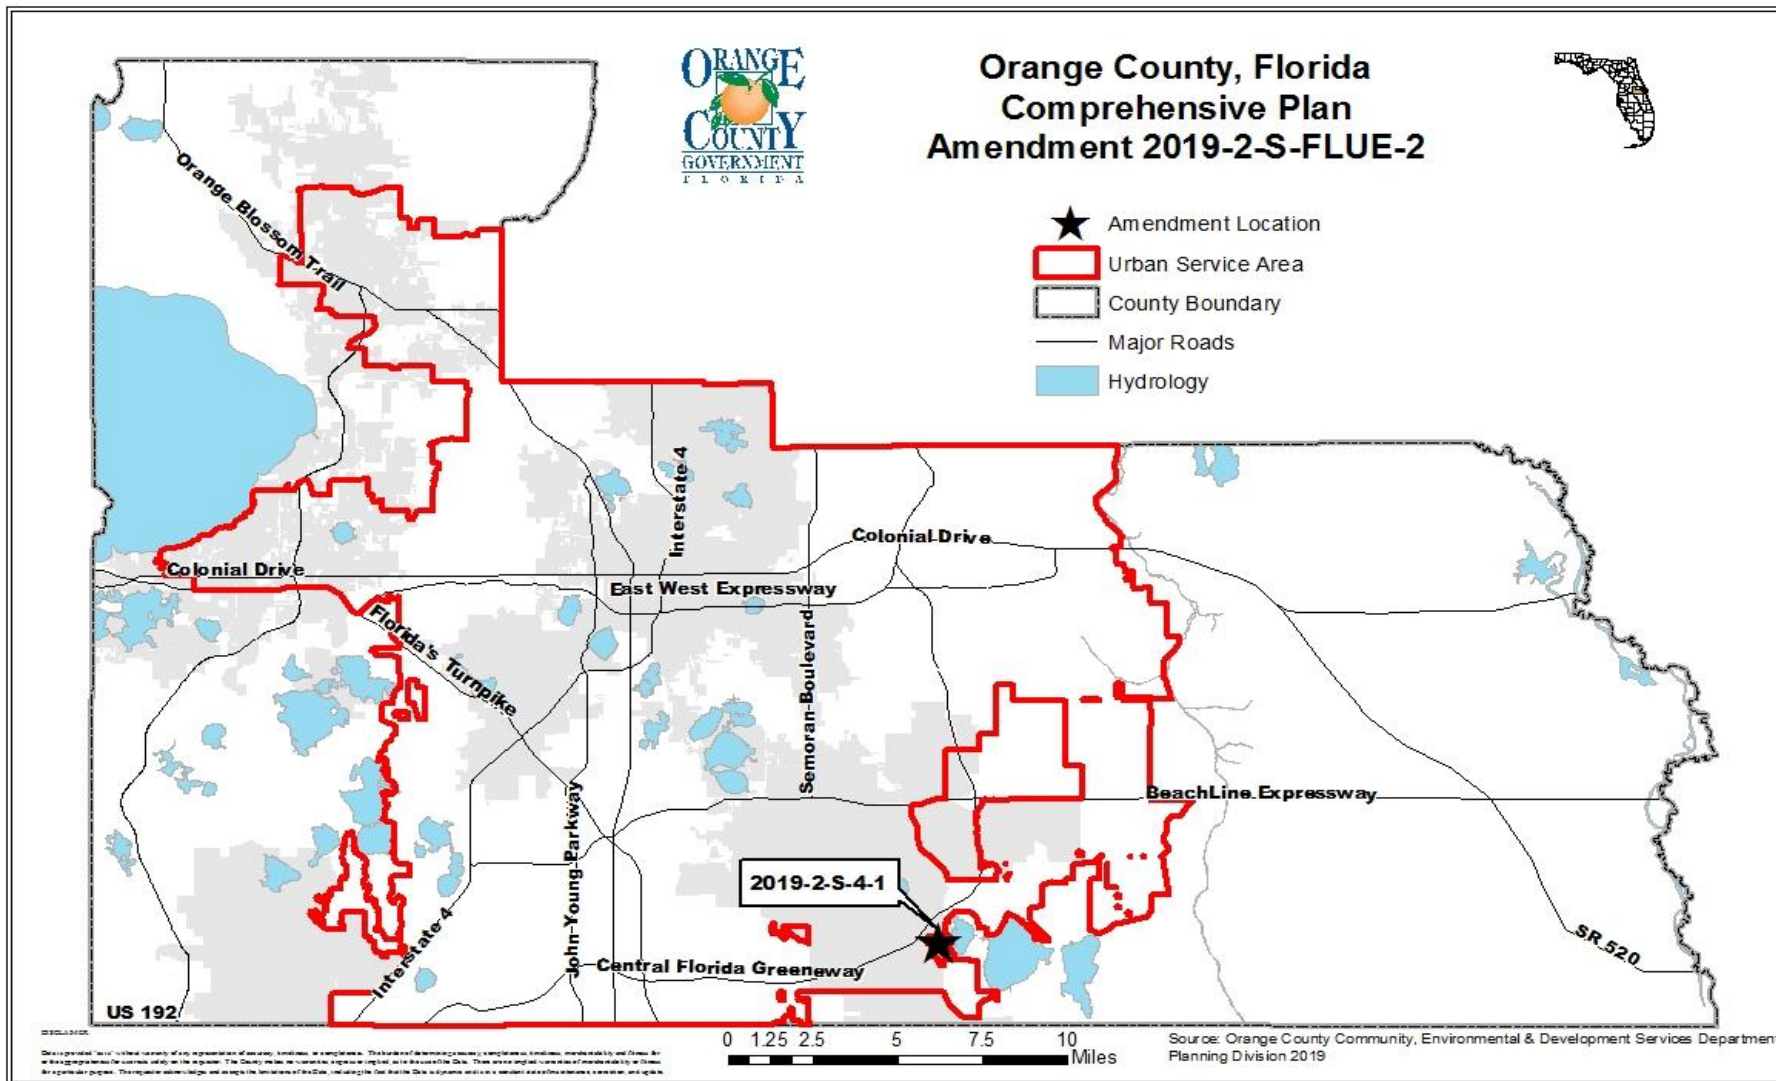 ORANGE
COUNTY
GOVERNMENT
FLORIDA
Orange County, Florida
Comprehensive Plan
Amendment 2019-2-S-FLUE-2
Amendment Location
Urban Service Area
County Boundary
Major Roads
Hydrology
Orange Blossom Trail
Interstate 4
Colonial Drive
Colonial Drive
East West Expressway
Florida's Turnpike
Semoran Boulevard
BeachLine Expressway
John Young Parkway
2019-2-S-4-1
Interstate 4
Central Florida Greeneway
SR 520
US 192
0 1.25 2.5 5 7.5 10
Miles
Source: Orange County Community, Environmental & Development Services Department
Planning Division 2019
DISCLAIMER: